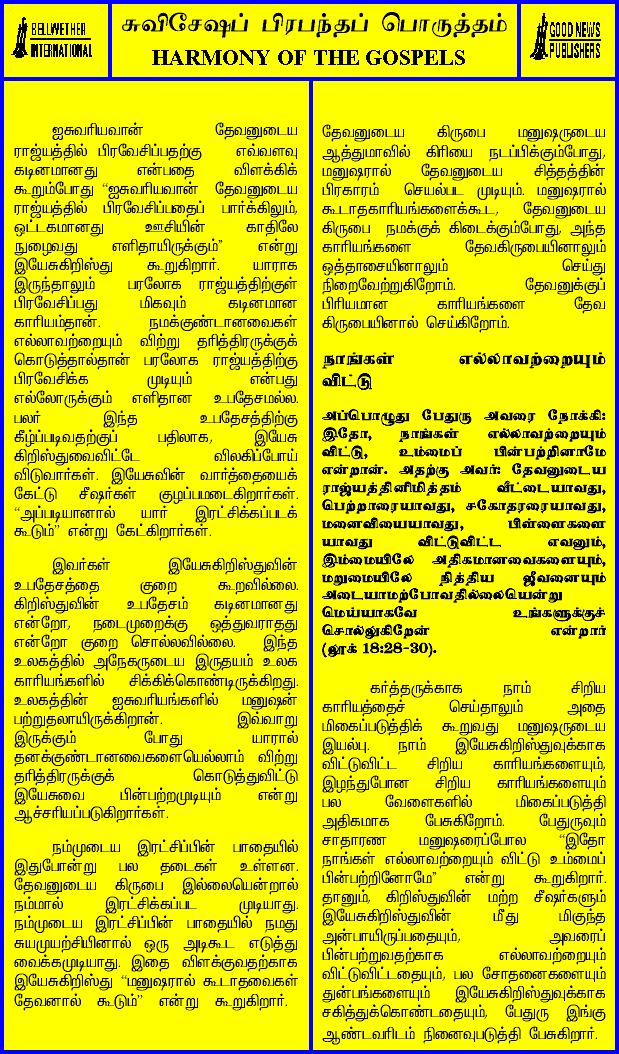 BELLWETHER
INTERNATIONAL
சுவிசேஷப் பிரபந்தப் பொருத்தம்
HARMONY OF THE GOSPELS
GOOD NEWS
PUBLISHERS
ஐசுவரியவான் தேவனுடைய
ராஜ்யத்தில் பிரவேசிப்பதற்கு எவ்வளவு
கடினமானது என்பதை விளக்கிக்
கூறும்போது “ஐசுவரியவான் தேவனுடைய
ராஜ்யத்தில் பிரவேசிப்பதைப் பார்க்கிலும்,
ஒட்டகமானது ஊசியின் காதிலே
நுழைவது எளிதாயிருக்கும்” என்று
இயேசுகிறிஸ்து கூறுகிறார். யாராக
இருந்தாலும் பரலோக ராஜ்யத்திற்குள்
பிரவேசிப்பது மிகவும் கடினமான
காரியம்தான். நமக்குண்டானவைகள்
எல்லாவற்றையும் விற்று தரித்திரருக்குக்
கொடுத்தால்தான் பரலோக ராஜ்யத்திற்கு
பிரவேசிக்க முடியும் என்பது
எல்லோருக்கும் எளிதான உபதேசமல்ல.
பலர் இந்த உபதேசத்திற்கு
கீழ்ப்படிவதற்குப் பதிலாக, இயேசு
கிறிஸ்துவைவிட்டே விலகிப்போய்
விடுவார்கள். இயேசுவின் வார்த்தையைக்
கேட்டு சீஷர்கள் குழப்பமடைகிறார்கள்.
“அப்படியானால் யார் இரட்சிக்கப்படக்
கூடும்” என்று கேட்கிறார்கள்.
இவர்கள் இயேசுகிறிஸ்துவின்
உபதேசத்தை குறை கூறவில்லை.
கிறிஸ்துவின் உபதேசம் கடினமானது
என்றோ, நடைமுறைக்கு ஒத்துவராதது
என்றோ குறை சொல்லவில்லை. இந்த
உலகத்தில் அநேகருடைய இருதயம் உலக
காரியங்களில் சிக்கிக்கொண்டிருக்கிறது.
உலகத்தின் ஐசுவரியங்களில் மனுஷன்
பற்றுதலாயிருக்கிறான். இவ்வாறு
இருக்கும் போது யாரால்
தனக்குண்டானவைகளையெல்லாம் விற்று
தரித்திரருக்குக் கொடுத்துவிட்டு
இயேசுவை பின்பற்றமுடியும் என்று
ஆச்சரியப்படுகிறார்கள்.
நம்முடைய இரட்சிப்பின் பாதையில்
இதுபோன்று பல தடைகள் உள்ளன.
தேவனுடைய கிருபை இல்லையென்றால்
நம்மால் இரட்சிக்கப்பட முடியாது.
நம்முடைய இரட்சிப்பின் பாதையில் நமது
சுயமுயற்சியினால் ஒரு அடிகூட எடுத்து
வைக்கமுடியாது. இதை விளக்குவதற்காக
இயேசுகிறிஸ்து “மனுஷரால் கூடாதவைகள்
தேவனால் கூடும்” என்று கூறுகிறார்.
தேவனுடைய கிருபை மனுஷருடைய
ஆத்துமாவில் கிரியை நடப்பிக்கும்போது,
மனுஷரால் தேவனுடைய சித்தத்தின்
பிரகாரம் செயல்பட முடியும். மனுஷரால்
கூடாதகாரியங்களைக்கூட, தேவனுடைய
கிருபை நமக்குக் கிடைக்கும்போது, அந்த
காரியங்களை தேவகிருபையினாலும்
ஒத்தாசையினாலும் செய்து
நிறைவேற்றுகிறோம். தேவனுக்குப்
பிரியமான காரியங்களை தேவ
கிருபையினால் செய்கிறோம்.
நாங்கள் எல்லாவற்றையும்
விட்டு
அப்பொழுது பேதுரு அவரை நோக்கி:
இதோ, நாங்கள் எல்லாவற்றையும்
விட்டு, உம்மைப் பின்பற்றினாமே
என்றான். அதற்கு அவர்: தேவனுடைய
ராஜ்யத்தினிமித்தம் வீட்டையாவது,
பெற்றாரையாவது, சகோதரரையாவது,
மனைவியையாவது, பிள்ளைகளை
யாவது விட்டுவிட்ட எவனும்,
இம்மையிலே அதிகமானவைகளையும்,
மறுமையிலே நித்திய ஜீவனையும்
அடையாமற்போவதில்லையென்று
மெய்யாகவே உங்களுக்குச்
சொல்லுகிறேன் என்றார்
(லூக் 18:28-30).
கர்த்தருக்காக நாம் சிறிய
காரியத்தைச் செய்தாலும் அதை
மிகைப்படுத்திக் கூறுவது மனுஷருடைய
இயல்பு. நாம் இயேசுகிறிஸ்துவுக்காக
விட்டுவிட்ட சிறிய காரியங்களையும்,
இழந்துபோன சிறிய காரியங்களையும்
பல வேளைகளில் மிகைப்படுத்தி
அதிகமாக பேசுகிறோம். பேதுருவும்
சாதாரண மனுஷரைப்போல “இதோ
நாங்கள் எல்லாவற்றையும் விட்டு உம்மைப்
பின்பற்றினோமே” என்று கூறுகிறார்.
தானும், கிறிஸ்துவின் மற்ற சீஷர்களும்
இயேசுகிறிஸ்துவின் மீது மிகுந்த
அன்பாயிருப்பதையும், அவரைப்
பின்பற்றுவதற்காக எல்லாவற்றையும்
விட்டுவிட்டதையும், பல சோதனைகளையும்
துன்பங்களையும் இயேசுகிறிஸ்துவுக்காக
சகித்துக்கொண்டதையும், பேதுரு இங்கு
ஆண்டவரிடம் நினைவுபடுத்தி பேசுகிறார்.